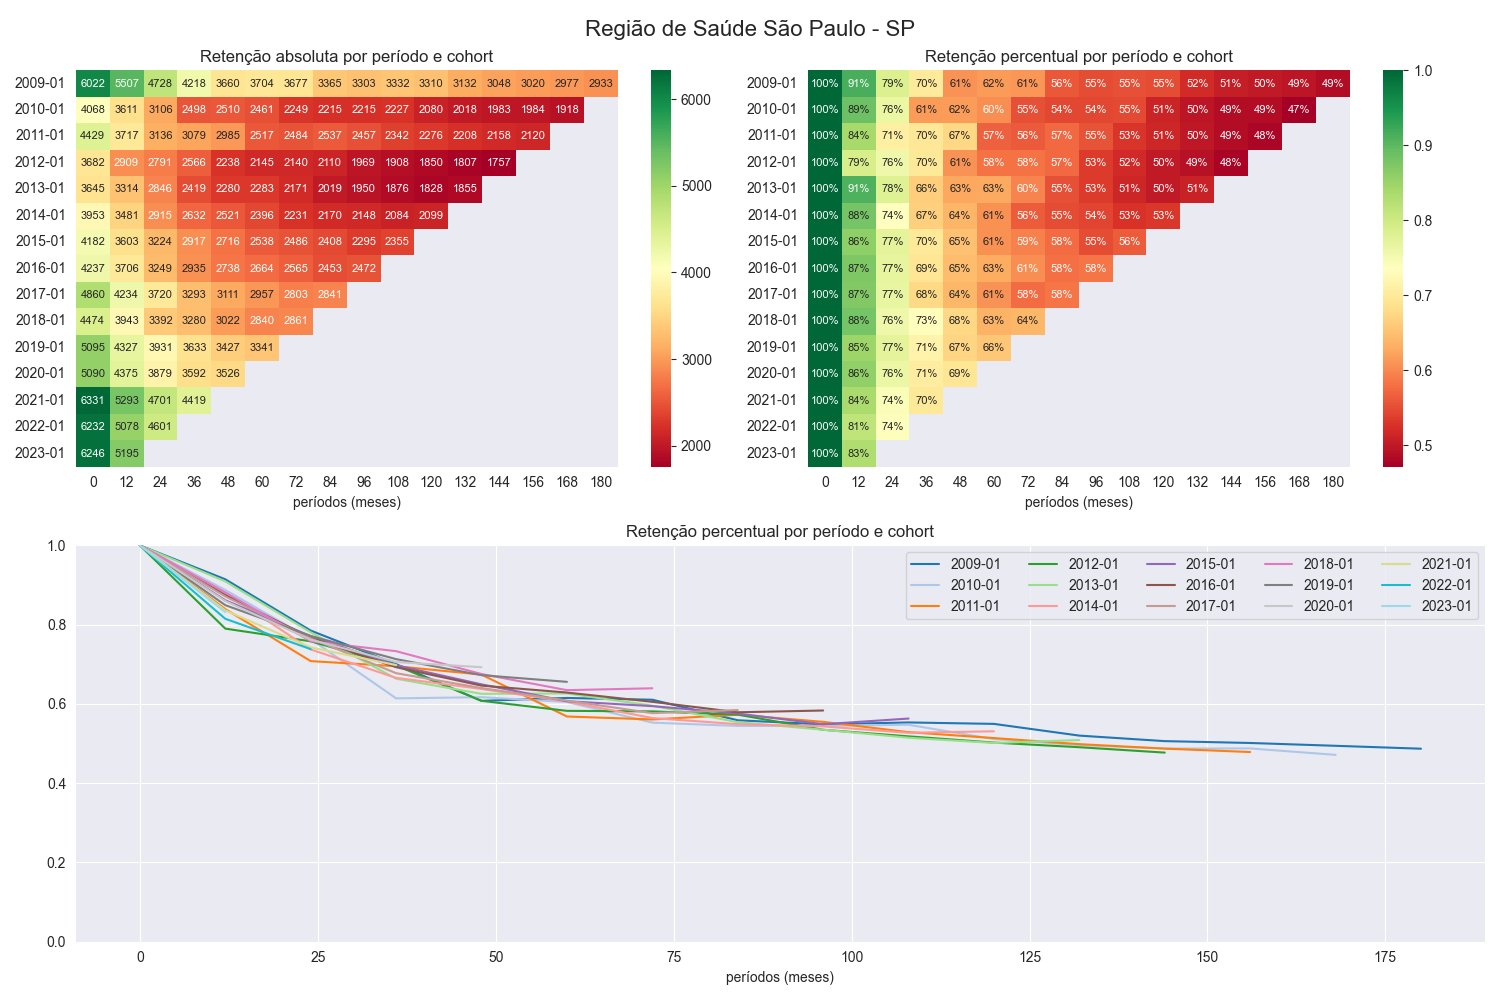 Região de Saúde São Paulo - SP
Retenção absoluta por período e cohort
2009-01 6022 5507 4728 4218 3660 3704 3677 3365 3303 3332 3310 3132 3048 3020 2977 2933
2010-01 4068 3611 3106 2498 2510 2461 2249 2215 2215 2227 2080 2018 1983 1984 1918
2011-01 4429 3717 3136 3079 2985 2517 2484 2537 2457 2342 2276 2208 2158 2120
2012-01 3682 2909 2791 2566 2238 2145 2140 2110 1969 1908 1850 1807 1757
2013-01 3645 3314 2846 2419 2280 2283 2171 2019 1950 1876 1828 1855
2014-01 3953 3481 2915 2632 2521 2396 2231 2170 2148 2084 2099
2015-01 4182 3603 3224 2917 2716 2538 2486 2408 2295 2355
2016-01 4237 3706 3249 2935 2738 2664 2565 2453 2472
2017-01 4860 4234 3720 3293 3111 2957 2803 2841
2018-01 4474 3943 3392 3280 3022 2840 2861
2019-01 5095 4327 3931 3633 3427 3341
2020-01 5090 4375 3879 3592 3526
2021-01 6331 5293 4701 4419
2022-01 6232 5078 4601
2023-01 6246 5195
0 12 24 36 48 60 72 84 96 108 120 132 144 156 168 180
períodos (meses)
6000
5000
4000
3000
2000
Retenção percentual por período e cohort
2009-01 100% 91% 79% 70% 61% 62% 61% 56% 55% 55% 55% 52% 51% 50% 49% 49%
2010-01 100% 89% 76% 61% 62% 60% 55% 54% 54% 55% 51% 50% 49% 49% 47%
2011-01 100% 84% 71% 70% 67% 57% 56% 57% 55% 53% 51% 50% 49% 48%
2012-01 100% 79% 76% 70% 61% 58% 58% 57% 53% 52% 50% 49% 48%
2013-01 100% 91% 78% 66% 63% 63% 60% 55% 53% 51% 50% 51%
2014-01 100% 88% 74% 67% 64% 61% 56% 55% 54% 53% 53%
2015-01 100% 86% 77% 70% 65% 61% 59% 58% 55% 56%
2016-01 100% 87% 77% 69% 65% 63% 61% 58% 58%
2017-01 100% 87% 77% 68% 64% 61% 58% 58%
2018-01 100% 88% 76% 73% 68% 63% 64%
2019-01 100% 85% 77% 71% 67% 66%
2020-01 100% 86% 76% 71% 69%
2021-01 100% 84% 74% 70%
2022-01 100% 81% 74%
2023-01 100% 83%
0 12 24 36 48 60 72 84 96 108 120 132 144 156 168 180
períodos (meses)
1.0
0.9
0.8
0.7
0.6
0.5
Retenção percentual por período e cohort
1.0
0.8
0.6
0.4
0.2
0.0
2009-01 2012-01 2015-01 2018-01 2021-01
2010-01 2013-01 2016-01 2019-01 2022-01
2011-01 2014-01 2017-01 2020-01 2023-01
0 25 50 75 100 125 150 175
períodos (meses)